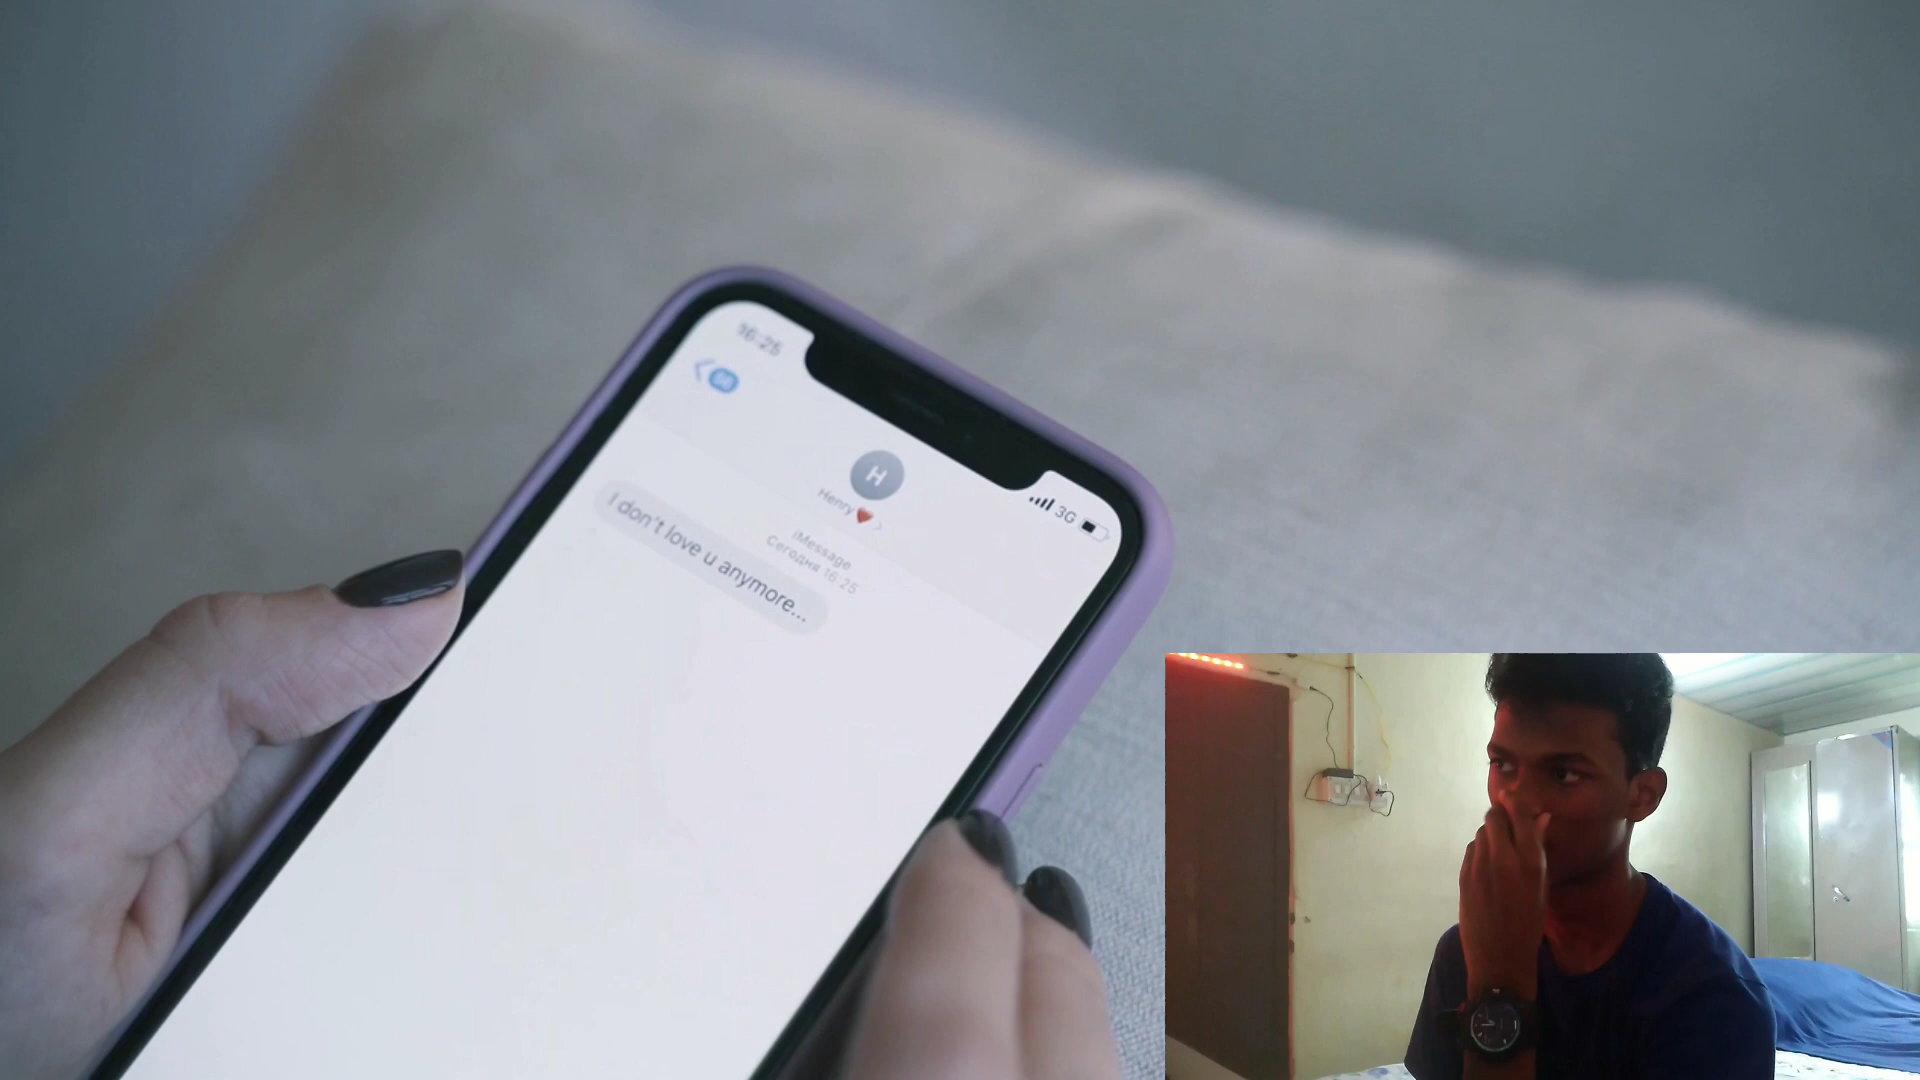 16:25
3G
H
Henry ❤️
iMessage
Сегодня 16:25
I don't love u anymore...